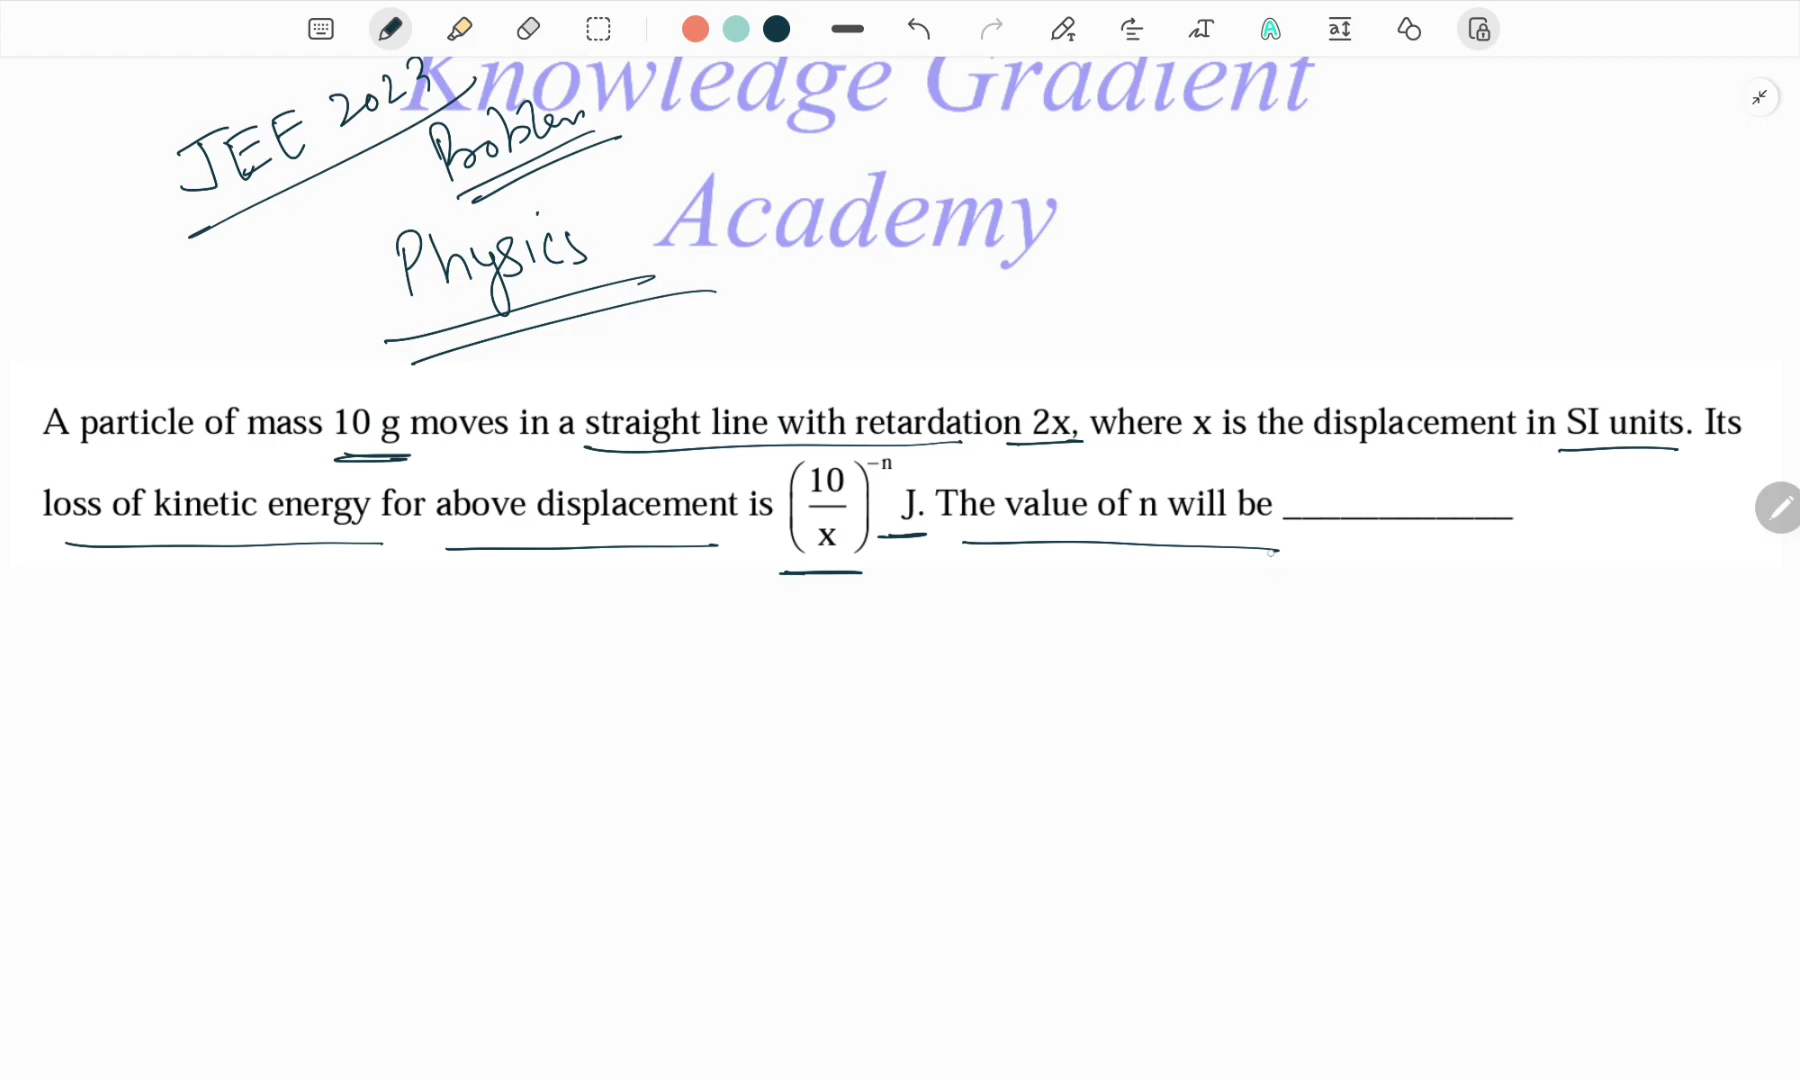 Knowledge Gradient
Academy
JEE 2023
Problem
Physics
A particle of mass 10 g moves in a straight line with retardation 2x, where x is the displacement in SI units. Its
loss of kinetic energy for above displacement is (10/x)^−n J. The value of n will be ____________